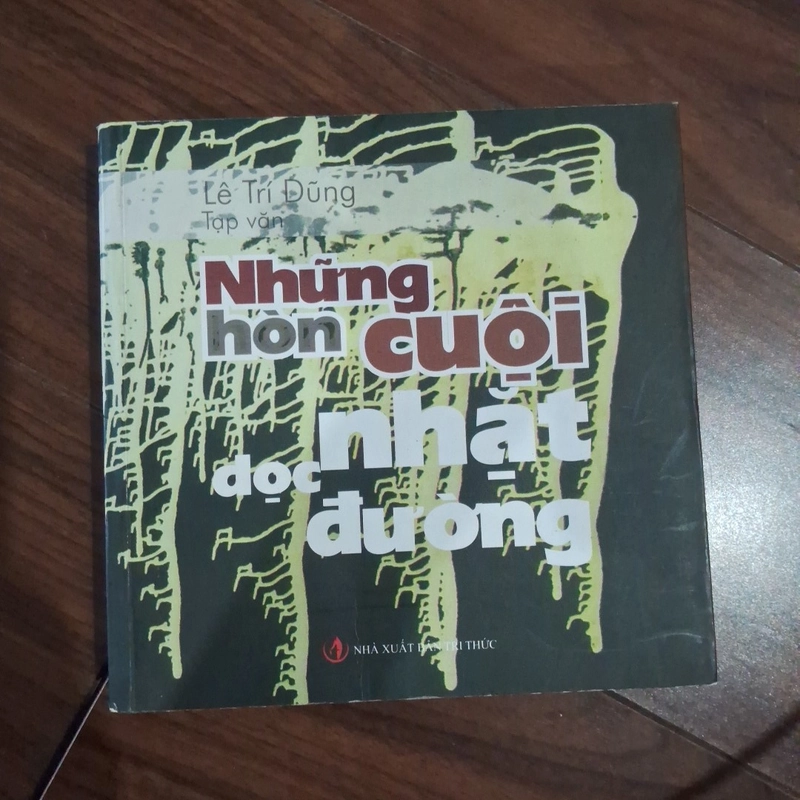 Lê Trí Dũng
Tạp văn
Những
hòn cuội
nhặt
dọc
đường
NHÀ XUẤT BẢN TRI THỨC